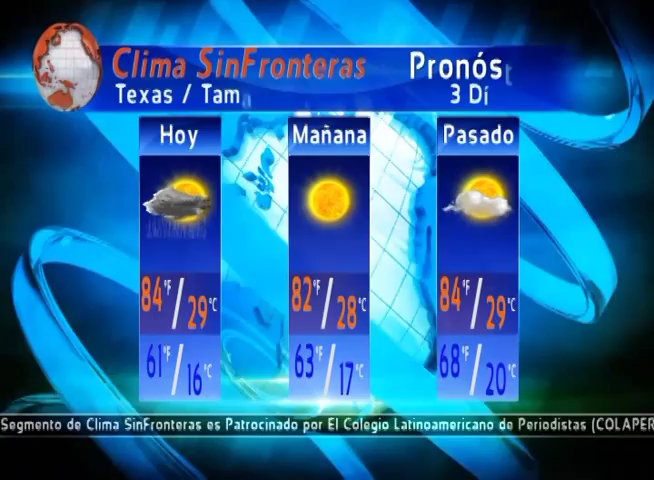 Clima SinFronteras
Pronóst
Texas / Tam
3 Dí
Hoy
Mañana
Pasado
84°F/29°C
82°F/28°C
84°F/29°C
61°F/16°C
63°F/17°C
68°F/20°C
Segmento de Clima SinFronteras es Patrocinado por El Colegio Latinoamericano de Periodistas (COLAPER